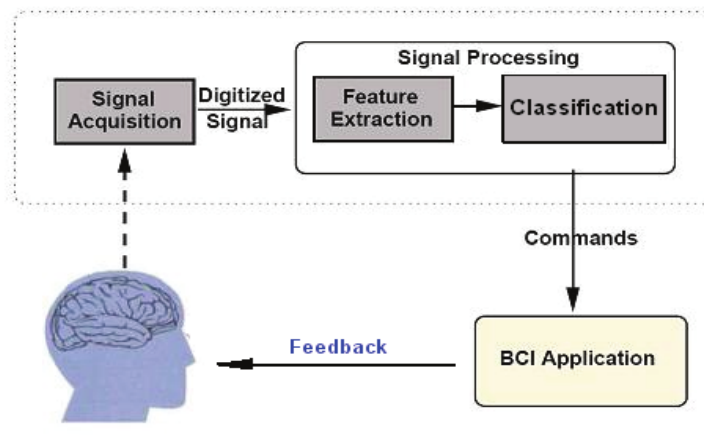 Signal Processing
Signal
Acquisition
Digitized
Signal
Feature
Extraction
Classification
Commands
Feedback
BCI Application